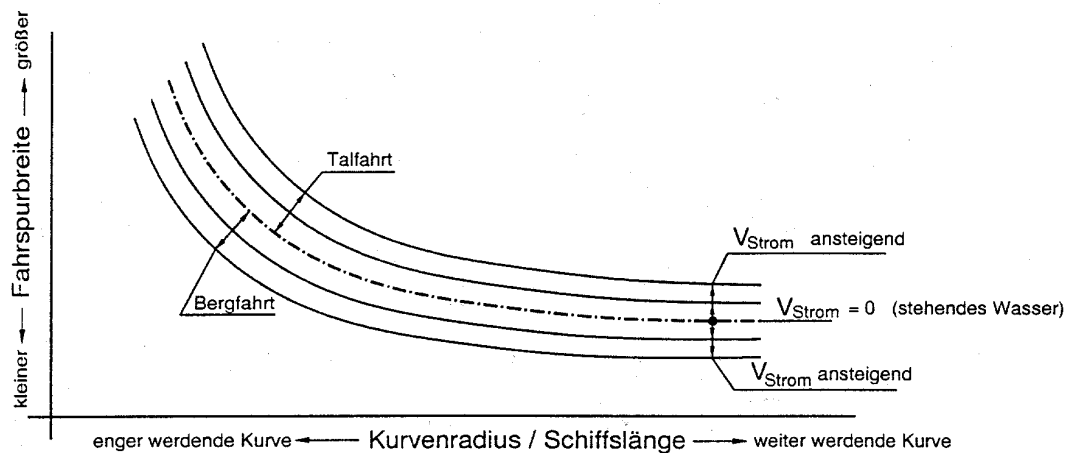 kleiner ← Fahrspurbreite → größer
Talfahrt
Bergfahrt
VStrom ansteigend
VStrom = 0 (stehendes Wasser)
VStrom ansteigend
enger werdende Kurve ← Kurvenradius / Schiffslänge → weiter werdende Kurve